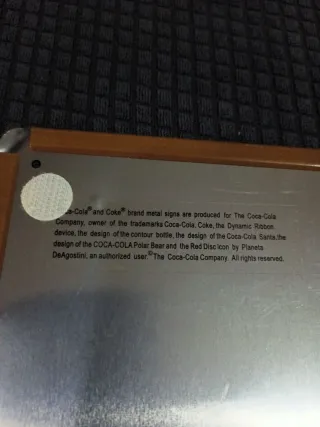 Coca-Cola® and Coke® brand metal signs are produced for The Coca-Cola
Company, owner of the trademarks Coca-Cola, Coke, the Dynamic Ribbon
device, the design of the contour bottle, the design of the Coca-Cola Santa, the
design of the COCA-COLA Polar Bear and the Red Disc Icon by Planeta
DeAgostini, an authorized user.©The Coca-Cola Company. All rights reserved.